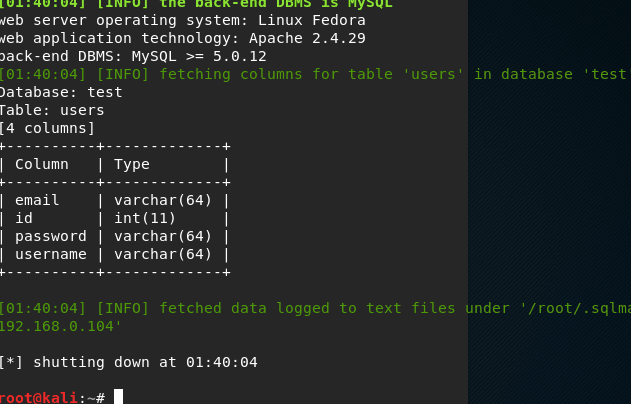 [01:40:04] [INFO] the back-end DBMS is MySQL
web server operating system: Linux Fedora
web application technology: Apache 2.4.29
back-end DBMS: MySQL >= 5.0.12
[01:40:04] [INFO] fetching columns for table 'users' in database 'test'
Database: test
Table: users
[4 columns]
+----------+-------------+
| Column   | Type        |
+----------+-------------+
| email    | varchar(64) |
| id       | int(11)     |
| password | varchar(64) |
| username | varchar(64) |
+----------+-------------+
[01:40:04] [INFO] fetched data logged to text files under '/root/.sqlma
192.168.0.104'
[*] shutting down at 01:40:04
root@kali:~#